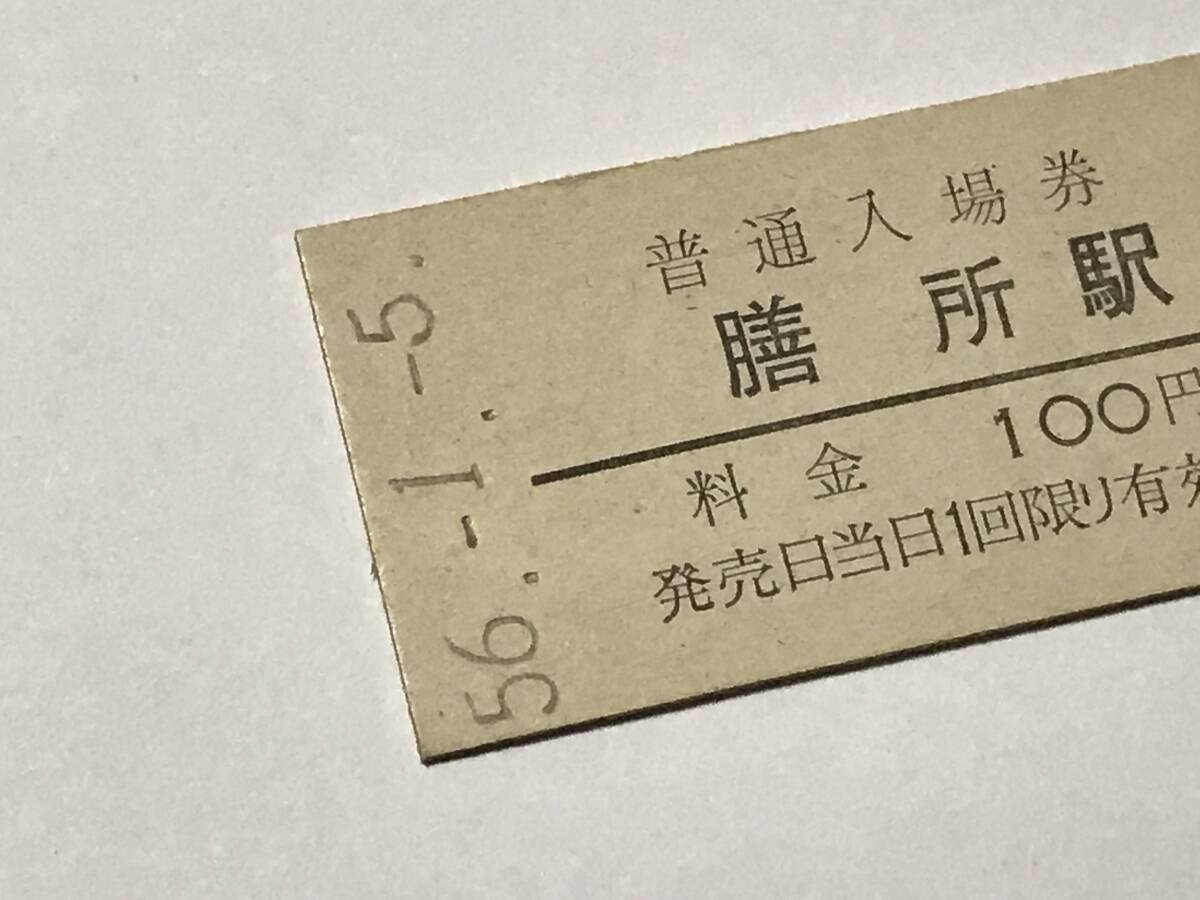 56.-1.-5.
普通入場券
膳所駅
料金 100円
発売日当日1回限り有効